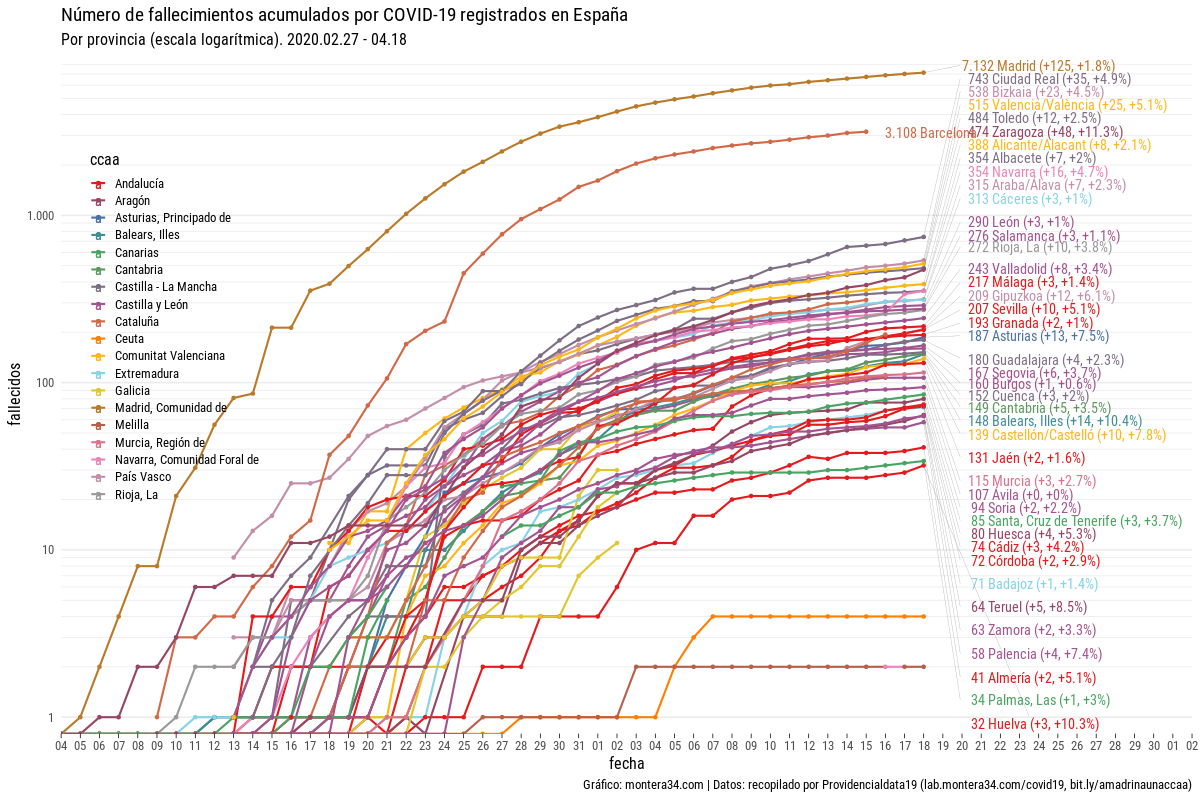 Número de fallecimientos acumulados por COVID-19 registrados en España
Por provincia (escala logarítmica). 2020.02.27 - 04.18
ccaa
Andalucía
Aragón
Asturias, Principado de
Balears, Illes
Canarias
Cantabria
Castilla - La Mancha
Castilla y León
Cataluña
Ceuta
Comunitat Valenciana
Extremadura
Galicia
Madrid, Comunidad de
Melilla
Murcia, Región de
Navarra, Comunidad Foral de
País Vasco
Rioja, La
fallecidos
1.000
100
10
1
7.132 Madrid (+125, +1.8%)
743 Ciudad Real (+35, +4.9%)
538 Bizkaia (+23, +4.5%)
515 Valencia/València (+25, +5.1%)
484 Toledo (+12, +2.5%)
3.108 Barcelona
474 Zaragoza (+48, +11.3%)
388 Alicante/Alacant (+8, +2.1%)
354 Albacete (+7, +2%)
354 Navarra (+16, +4.7%)
315 Araba/Álava (+7, +2.3%)
313 Cáceres (+3, +1%)
290 León (+3, +1%)
276 Salamanca (+3, +1.1%)
272 Rioja, La (+10, +3.8%)
243 Valladolid (+8, +3.4%)
217 Málaga (+3, +1.4%)
209 Gipuzkoa (+12, +6.1%)
207 Sevilla (+10, +5.1%)
193 Granada (+2, +1%)
187 Asturias (+13, +7.5%)
180 Guadalajara (+4, +2.3%)
167 Segovia (+6, +3.7%)
160 Burgos (+1, +0.6%)
152 Cuenca (+3, +2%)
149 Cantabria (+5, +3.5%)
148 Balears, Illes (+14, +10.4%)
139 Castellón/Castelló (+10, +7.8%)
131 Jaén (+2, +1.6%)
115 Murcia (+3, +2.7%)
107 Ávila (+0, +0%)
94 Soria (+2, +2.2%)
85 Santa, Cruz de Tenerife (+3, +3.7%)
80 Huesca (+4, +5.3%)
74 Cádiz (+3, +4.2%)
72 Córdoba (+2, +2.9%)
71 Badajoz (+1, +1.4%)
64 Teruel (+5, +8.5%)
63 Zamora (+2, +3.3%)
58 Palencia (+4, +7.4%)
41 Almería (+2, +5.1%)
34 Palmas, Las (+1, +3%)
32 Huelva (+3, +10.3%)
04 05 06 07 08 09 10 11 12 13 14 15 16 17 18 19 20 21 22 23 24 25 26 27 28 29 30 31 01 02 03 04 05 06 07 08 09 10 11 12 13 14 15 16 17 18 19 20 21 22 23 24 25 26 27 28 29 30 01 02
fecha
Gráfico: montera34.com | Datos: recopilado por Providencialdata19 (lab.montera34.com/covid19, bit.ly/amadrinaunaccaa)